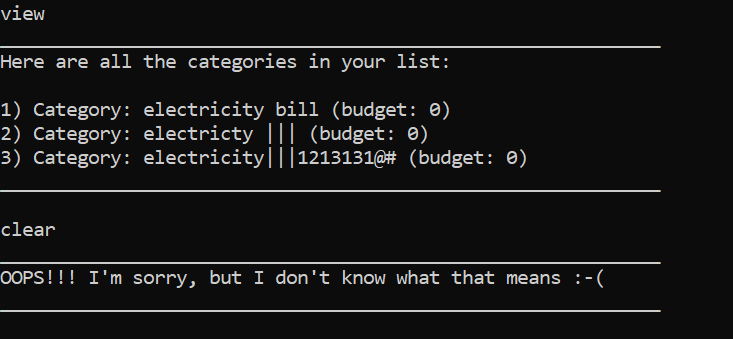 view
Here are all the categories in your list:
1) Category: electricity bill (budget: 0)
2) Category: electricty ||| (budget: 0)
3) Category: electricity|||1213131@# (budget: 0)
clear
OOPS!!! I'm sorry, but I don't know what that means :-(